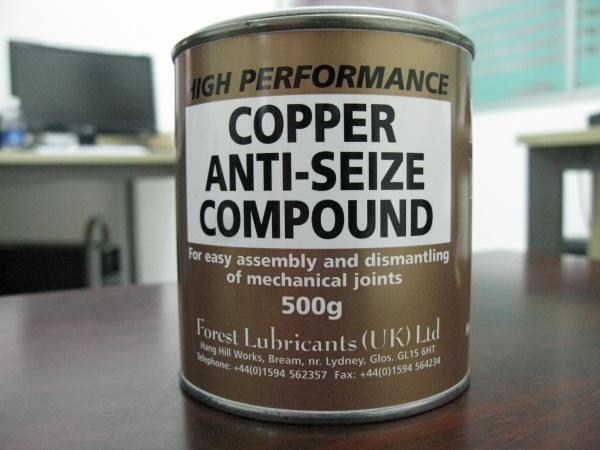 HIGH PERFORMANCE
COPPER
ANTI-SEIZE
COMPOUND
For easy assembly and dismantling
of mechanical joints
500g
Forest Lubricants (UK) Ltd
Hang Hill Works, Bream, nr. Lydney, Glos. GL15 6HT
Telephone: +44(0)1594 562357 Fax: +44(0)1594 564234